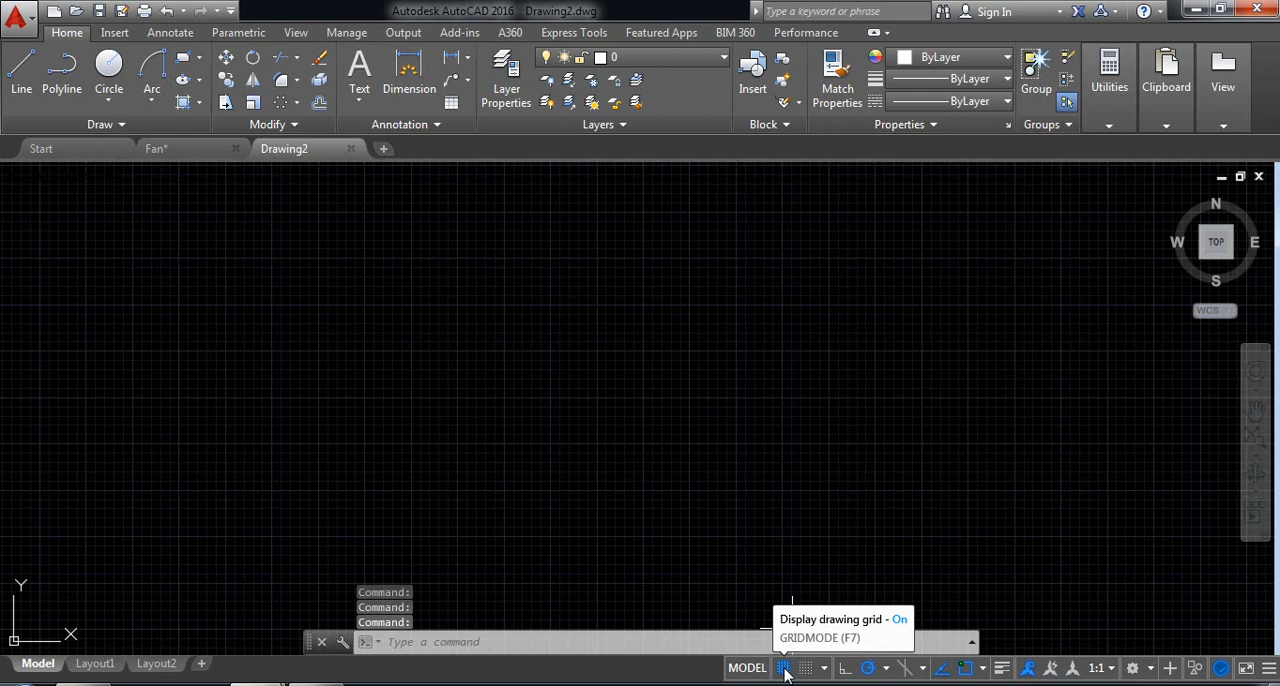 Autodesk AutoCAD 2016   Drawing2.dwg
Type a keyword or phrase
Sign In
Home Insert Annotate Parametric View Manage Output Add-ins A360 Express Tools Featured Apps BIM 360 Performance
0
ByLayer
ByLayer
ByLayer
Line Polyline Circle Arc
Text Dimension
Layer
Properties
Insert
Match
Properties
Group
Utilities
Clipboard
View
Draw Modify Annotation Layers Block Properties Groups
Start Fan* Drawing2
N
W TOP E
S
WCS
Y
X
Command:
Command:
Command:
Type a command
Display drawing grid - On
GRIDMODE (F7)
Model Layout1 Layout2
MODEL 1:1